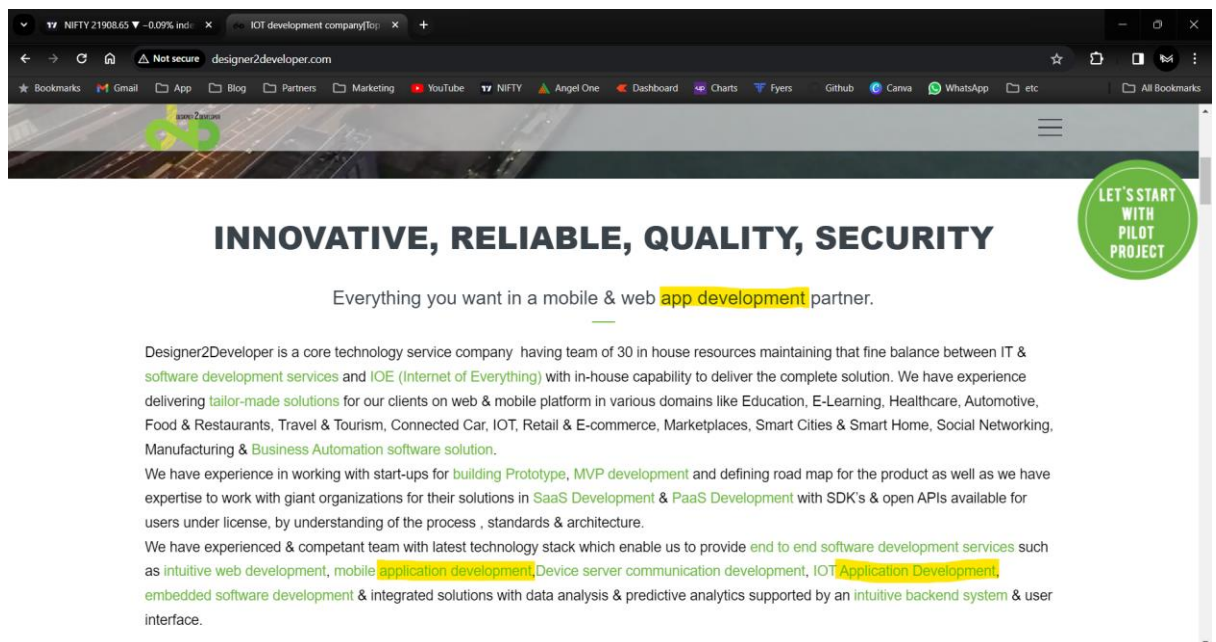 NIFTY 21908.65 ▼ −0.09% inde
IOT development company|Top
Not secure designer2developer.com
Bookmarks Gmail App Blog Partners Marketing YouTube NIFTY Angel One Dashboard Charts Fyers Github Canva WhatsApp etc All Bookmarks
DESIGNER 2 DEVELOPER
LET'S START
WITH
PILOT
PROJECT
INNOVATIVE, RELIABLE, QUALITY, SECURITY
Everything you want in a mobile & web app development partner.
Designer2Developer is a core technology service company having team of 30 in house resources maintaining that fine balance between IT &
software development services and IOE (Internet of Everything) with in-house capability to deliver the complete solution. We have experience
delivering tailor-made solutions for our clients on web & mobile platform in various domains like Education, E-Learning, Healthcare, Automotive,
Food & Restaurants, Travel & Tourism, Connected Car, IOT, Retail & E-commerce, Marketplaces, Smart Cities & Smart Home, Social Networking,
Manufacturing & Business Automation software solution.
We have experience in working with start-ups for building Prototype, MVP development and defining road map for the product as well as we have
expertise to work with giant organizations for their solutions in SaaS Development & PaaS Development with SDK's & open APIs available for
users under license, by understanding of the process , standards & architecture.
We have experienced & competant team with latest technology stack which enable us to provide end to end software development services such
as intuitive web development, mobile application development,Device server communication development, IOT Application Development,
embedded software development & integrated solutions with data analysis & predictive analytics supported by an intuitive backend system & user
interface.